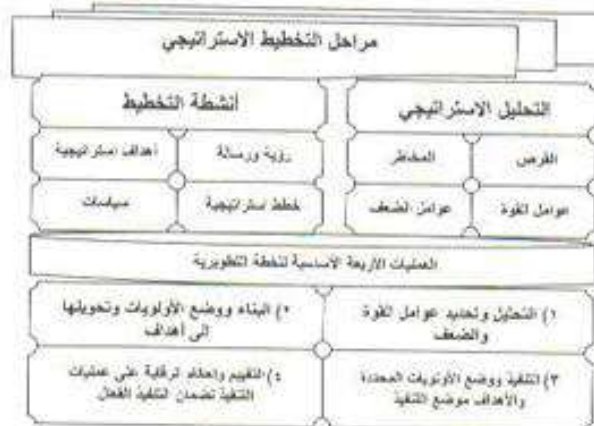 مراحل التخطيط الاستراتيجي
التحليل الاستراتيجي
أنشطة التخطيط
الفرص
المخاطر
رؤية ورسالة
أهداف استراتيجية
عوامل القوة
عوامل الضعف
خطط استراتيجية
سياسات
العمليات الأربعة الأساسية للخطة التطويرية
١) التحليل وتحديد عوامل القوة
والضعف
٢) البناء ووضع الأولويات وتحويلها
إلى أهداف
٣) التنفيذ ووضع الأولويات المحددة
والأهداف موضع التنفيذ
٤) التقييم وإحكام الرقابة على عمليات
التنفيذ لضمان التنفيذ الفعال